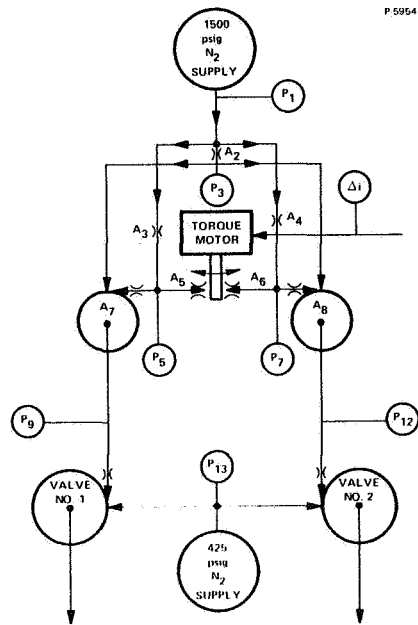 P.5954
1500
psig
N2
SUPPLY
P1
A2
P3
Δi
TORQUE
MOTOR
A3
A4
A5
A6
A7
A8
P5
P7
P9
P12
P13
VALVE
NO. 1
VALVE
NO. 2
425
psig
N2
SUPPLY